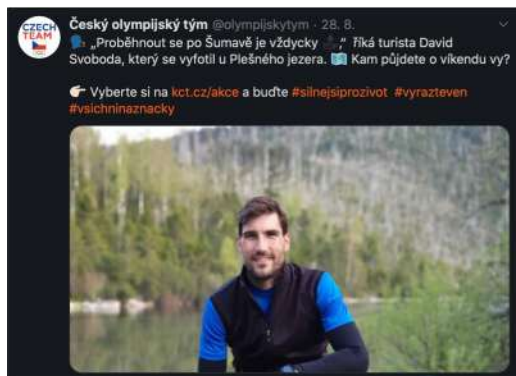 CZECH
TEAM
Český olympijský tým @olympijskytym · 28. 8.
🗣 „Proběhnout se po Šumavě je vždycky 🔝,“ říká turista David
Svoboda, který se vyfotil u Plešného jezera. 🗺 Kam půjdete o víkendu vy?
👉🏻 Vyberte si na kct.cz/akce a buďte #silnejsiprozivot #vyrazteven
#vsichninaznacky